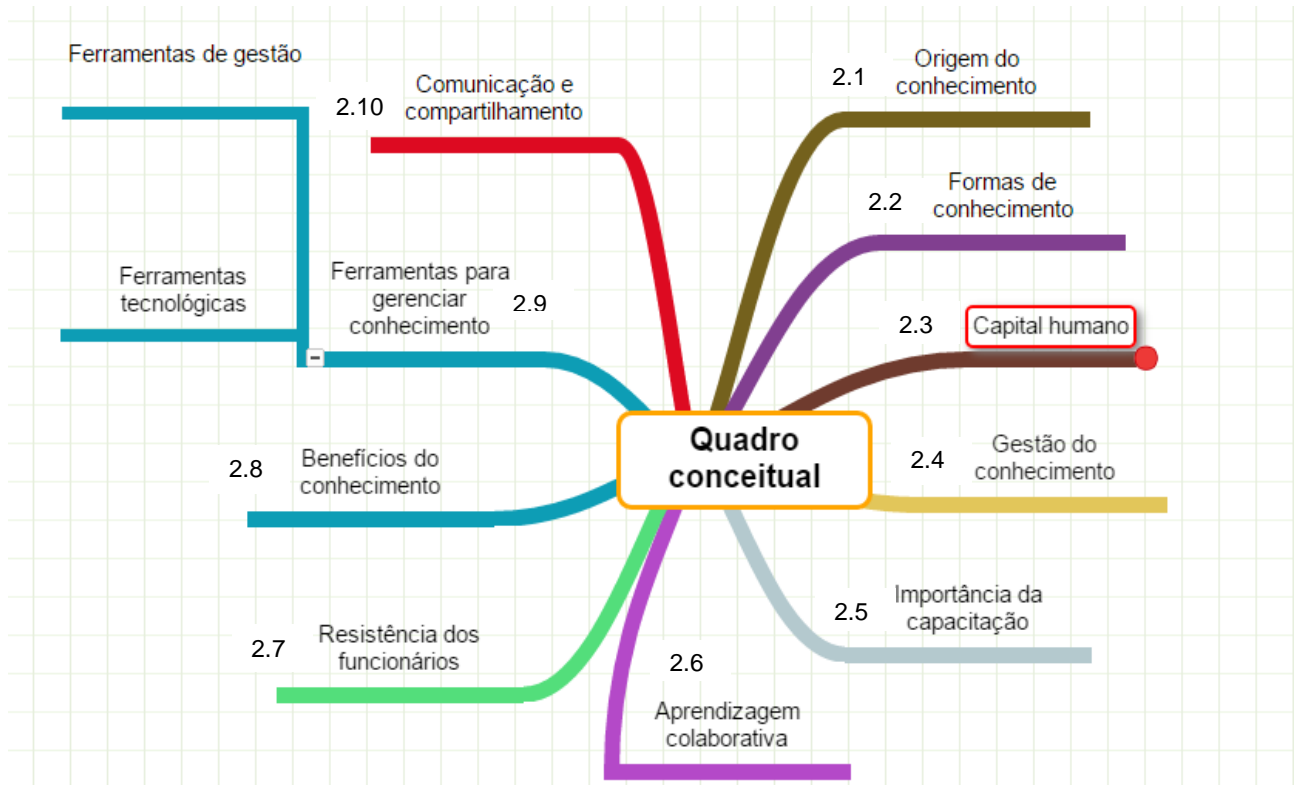 Quadro
conceitual
2.1
Origem do
conhecimento
2.2
Formas de
conhecimento
2.3
Capital humano
2.4
Gestão do
conhecimento
2.5
Importância da
capacitação
2.6
Aprendizagem
colaborativa
2.7
Resistência dos
funcionários
2.8
Benefícios do
conhecimento
2.9
Ferramentas para
gerenciar
conhecimento
Ferramentas de gestão
Ferramentas
tecnológicas
2.10
Comunicação e
compartilhamento